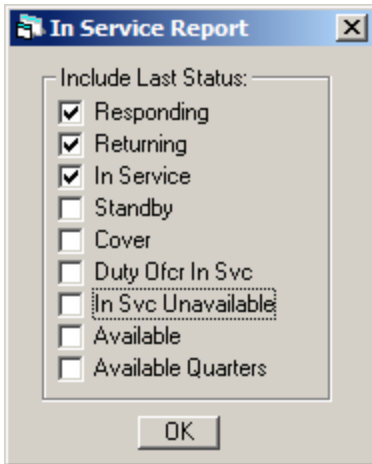 In Service Report
Include Last Status:
Responding
Returning
In Service
Standby
Cover
Duty Ofcr In Svc
In Svc Unavailable
Available
Available Quarters
OK